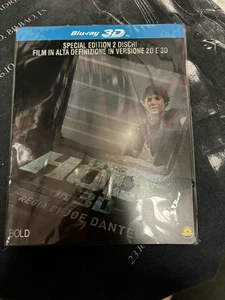 Blu-ray 3D
SPECIAL EDITION 2 DISCHI
FILM IN ALTA DEFINIZIONE IN VERSIONE 2D E 3D
THE
HOLE
IN 3D
REGIA DI JOE DANTE
BOLD